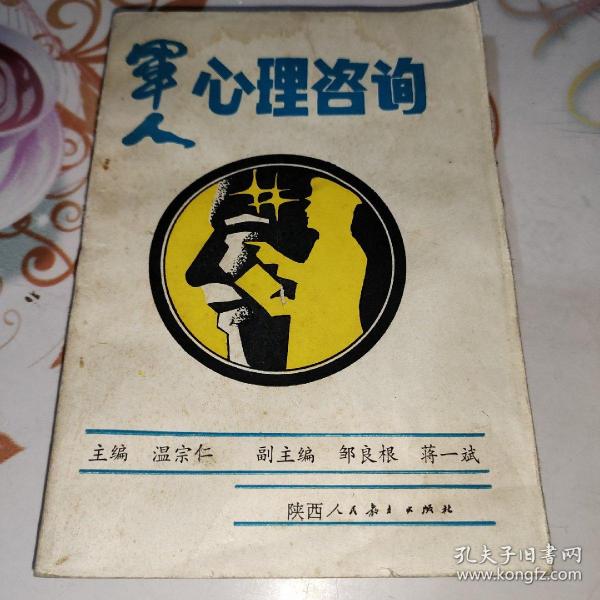 軍人 心理咨询
主编 温宗仁 副主编 邹良根 蒋一斌
陕西人民教育出版社
孔夫子旧书网
www.kongfz.com